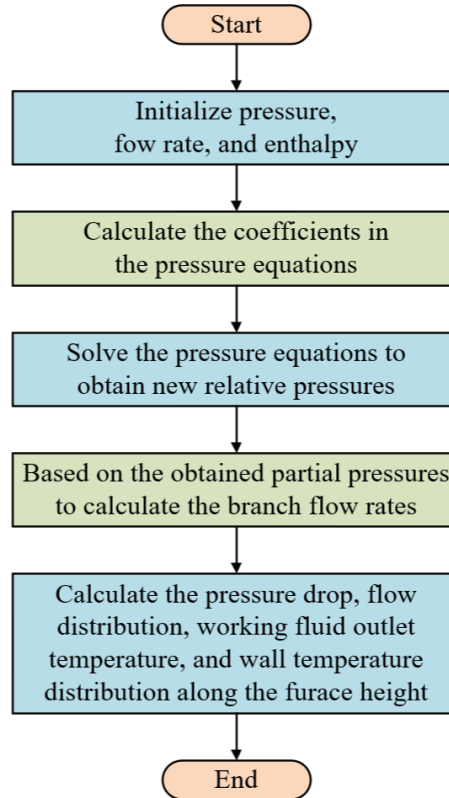 Start
Initialize pressure,
fow rate, and enthalpy
Calculate the coefficients in
the pressure equations
Solve the pressure equations to
obtain new relative pressures
Based on the obtained partial pressures
to calculate the branch flow rates
Calculate the pressure drop, flow
distribution, working fluid outlet
temperature, and wall temperature
distribution along the furace height
End